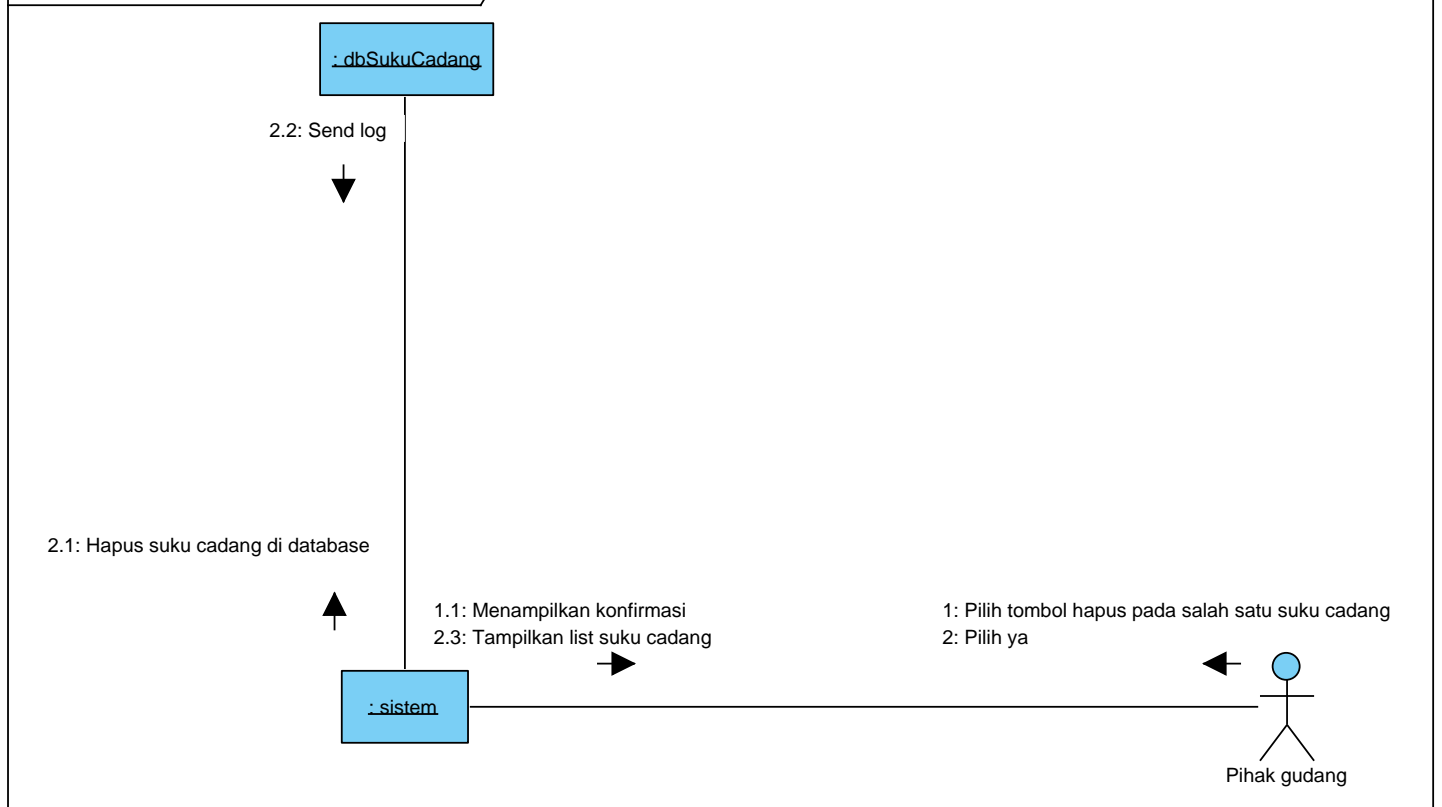 : dbSukuCadang
2.2: Send log
2.1: Hapus suku cadang di database
1.1: Menampilkan konfirmasi
2.3: Tampilkan list suku cadang
1: Pilih tombol hapus pada salah satu suku cadang
2: Pilih ya
: sistem
Pihak gudang